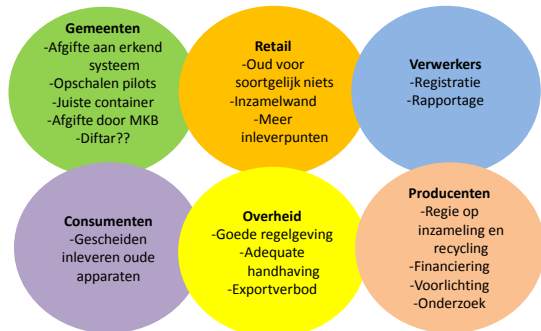 Gemeenten
-Afgifte aan erkend
systeem
-Opschalen pilots
-Juiste container
-Afgifte door MKB
-Diftar??
Retail
-Oud voor
soortgelijk niets
-Inzamelwand
-Meer
inleverpunten
Verwerkers
-Registratie
-Rapportage
Consumenten
-Gescheiden
inleveren oude
apparaten
Overheid
-Goede regelgeving
-Adequate
handhaving
-Exportverbod
Producenten
-Regie op
inzameling en
recycling
-Financiering
-Voorlichting
-Onderzoek